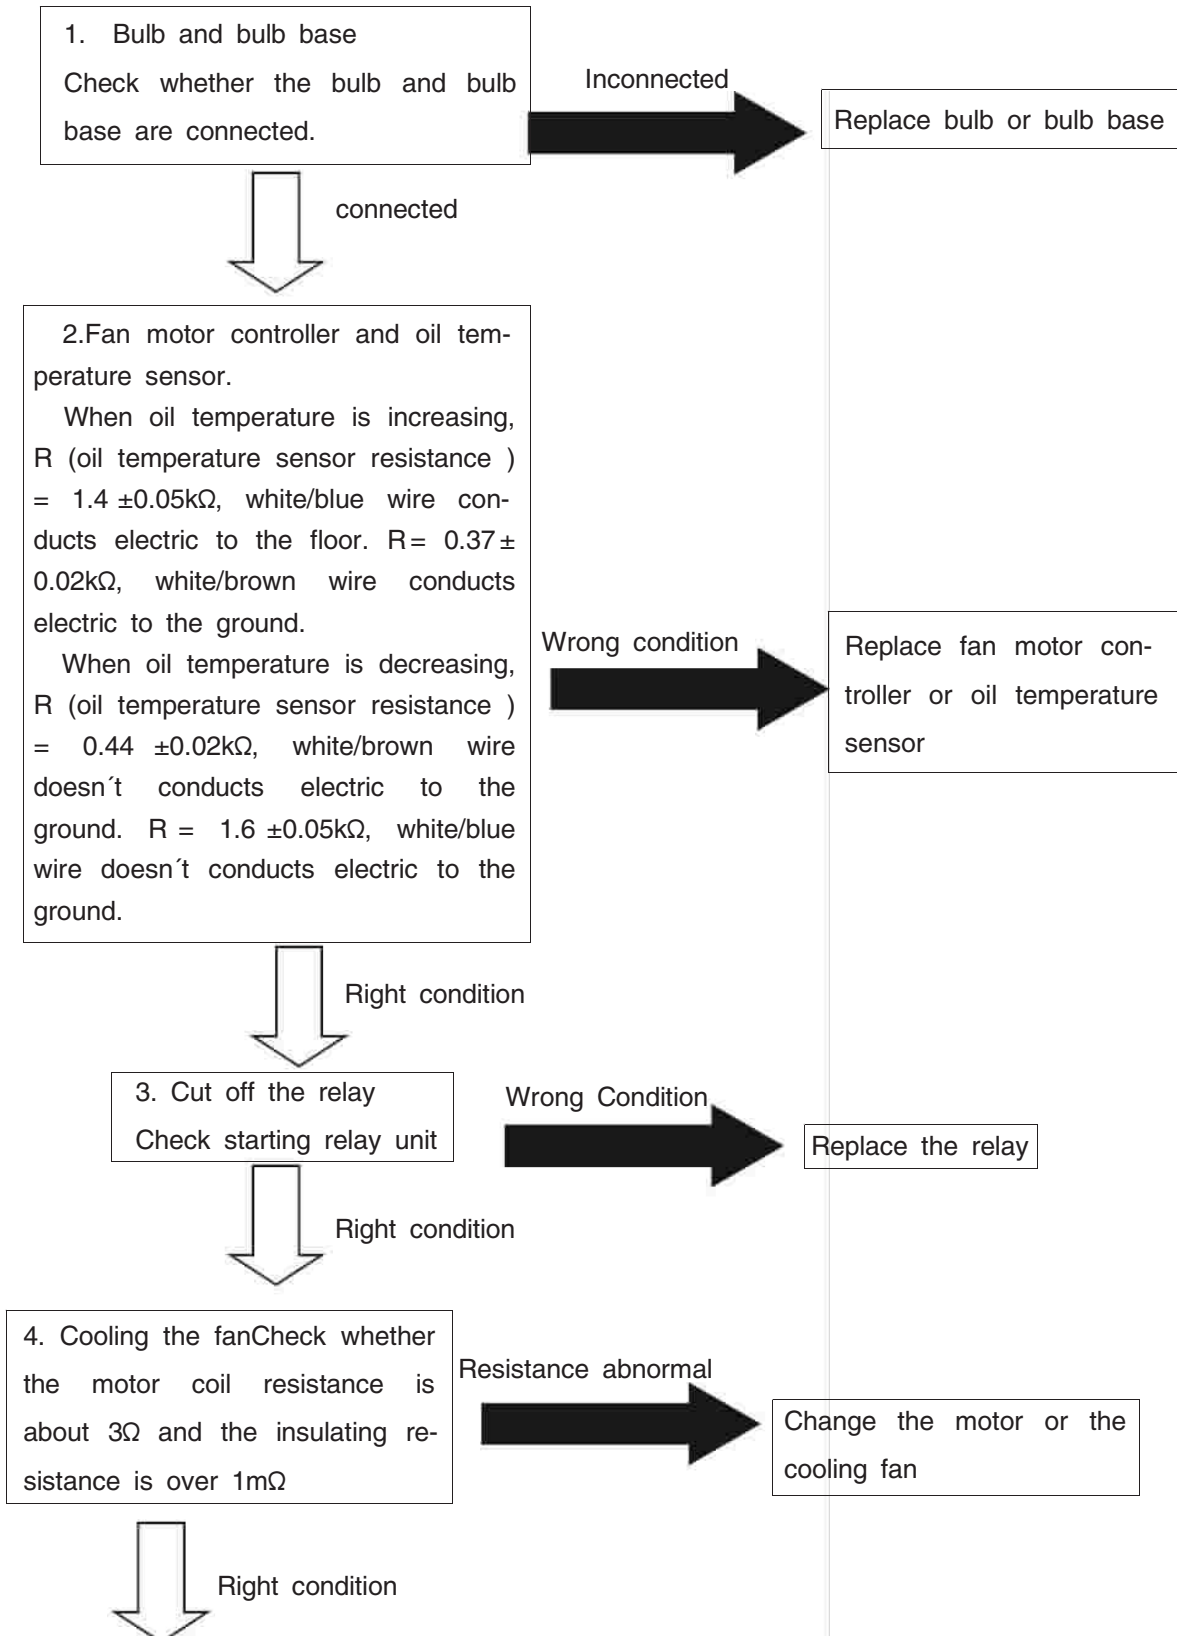 1. Bulb and bulb base
Check whether the bulb and bulb
base are connected.
Inconnected
Replace bulb or bulb base
connected
2.Fan motor controller and oil tem-
perature sensor.
When oil temperature is increasing,
R (oil temperature sensor resistance )
= 1.4 ±0.05kΩ, white/blue wire con-
ducts electric to the floor. R= 0.37±
0.02kΩ, white/brown wire conducts
electric to the ground.
When oil temperature is decreasing,
R (oil temperature sensor resistance )
= 0.44 ±0.02kΩ, white/brown wire
doesn´t conducts electric to the
ground. R = 1.6 ±0.05kΩ, white/blue
wire doesn´t conducts electric to the
ground.
Wrong condition
Replace fan motor con-
troller or oil temperature
sensor
Right condition
3. Cut off the relay
Check starting relay unit
Wrong Condition
Replace the relay
Right condition
4. Cooling the fanCheck whether
the motor coil resistance is
about 3Ω and the insulating re-
sistance is over 1mΩ
Resistance abnormal
Change the motor or the
cooling fan
Right condition